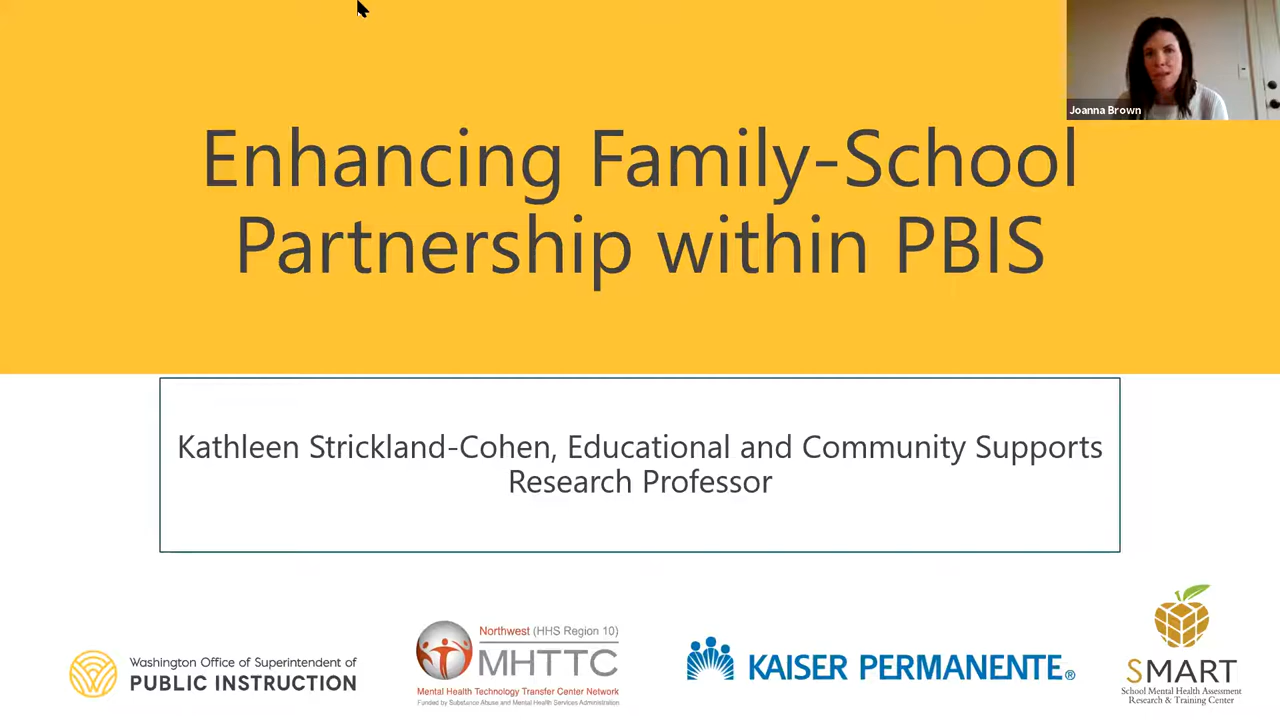 Joanna Brown
Enhancing Family-School
Partnership within PBIS
Kathleen Strickland-Cohen, Educational and Community Supports
Research Professor
Washington Office of Superintendent of
PUBLIC INSTRUCTION
Northwest (HHS Region 10)
MHTTC
Mental Health Technology Transfer Center Network
Funded by Substance Abuse and Mental Health Services Administration
KAISER PERMANENTE®
SMART
School Mental Health Assessment
Research & Training Center